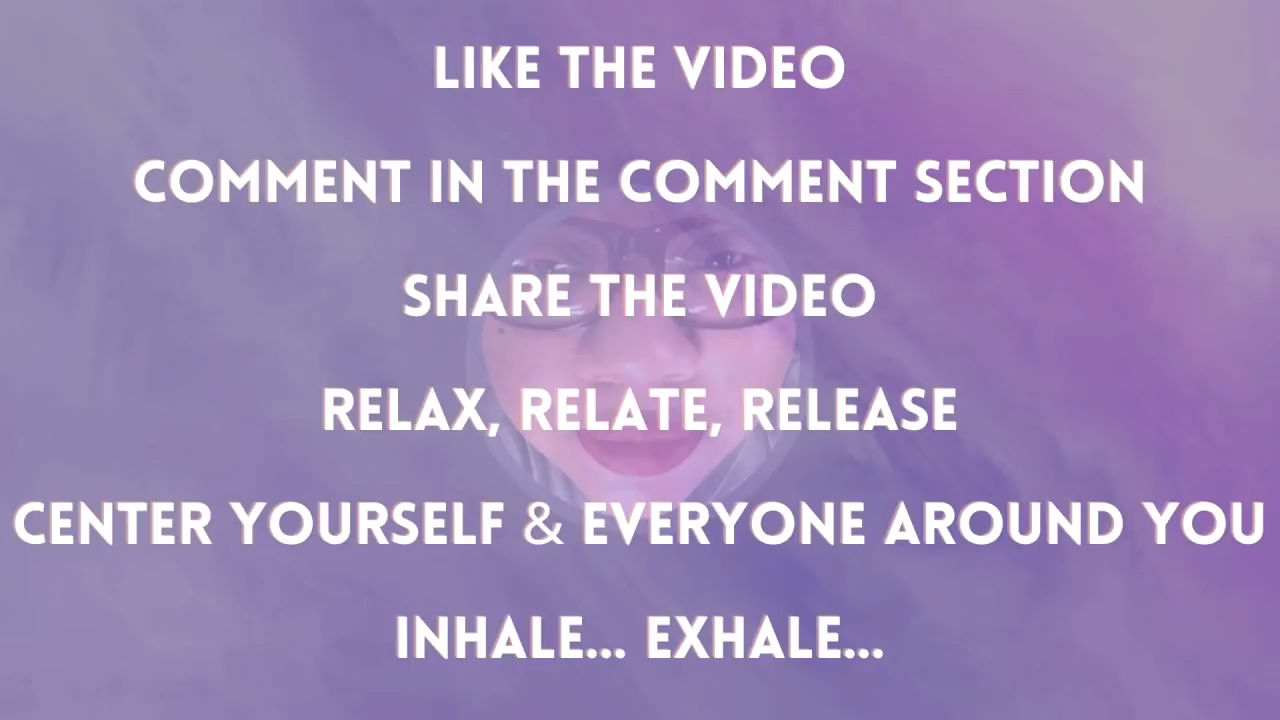 LIKE THE VIDEO
COMMENT IN THE COMMENT SECTION
SHARE THE VIDEO
RELAX, RELATE, RELEASE
CENTER YOURSELF & EVERYONE AROUND YOU
INHALE... EXHALE...